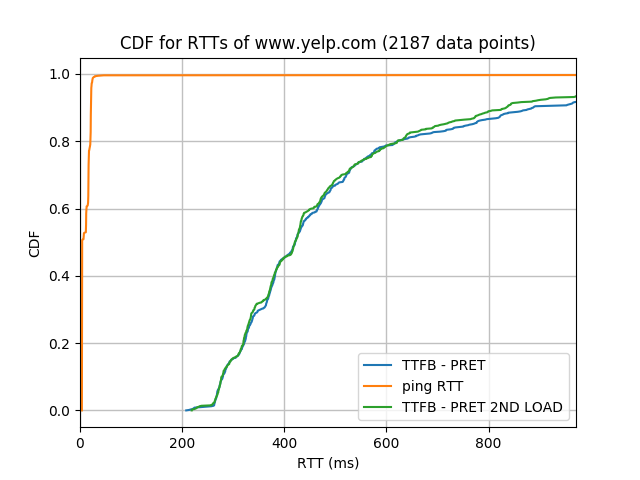 CDF for RTTs of www.yelp.com (2187 data points)
1.0
0.8
0.6
0.4
0.2
0.0
CDF
0 200 400 600 800
RTT (ms)
TTFB - PRET
ping RTT
TTFB - PRET 2ND LOAD